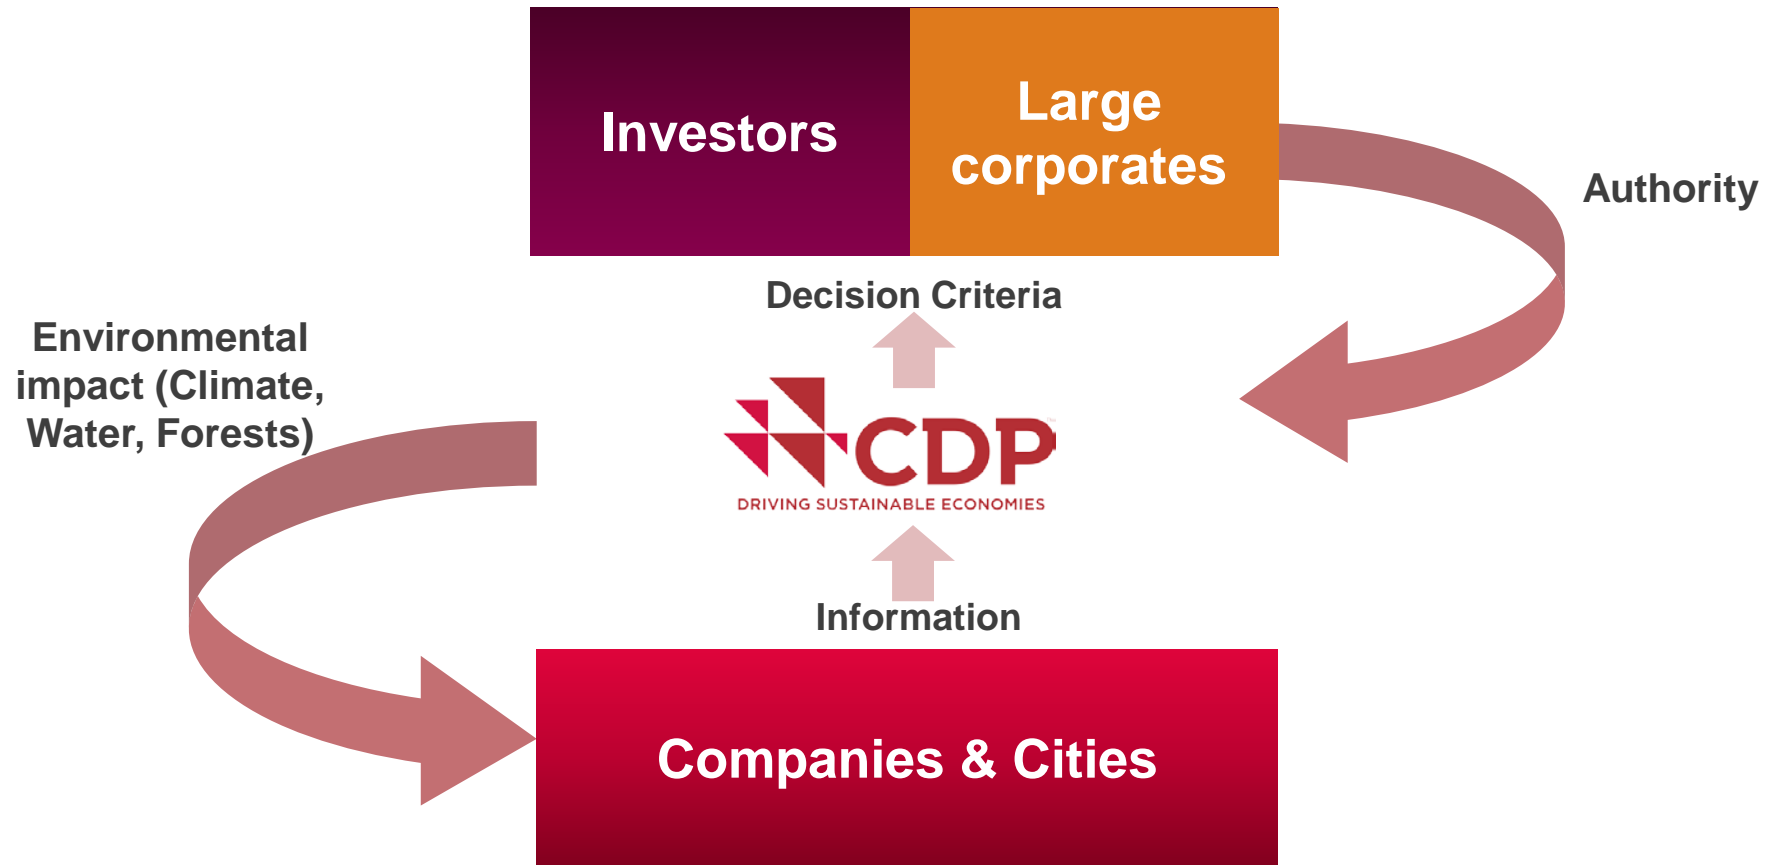 Investors
Large
corporates
Authority
Decision Criteria
Environmental
impact (Climate,
Water, Forests)
CDP
DRIVING SUSTAINABLE ECONOMIES
Information
Companies & Cities